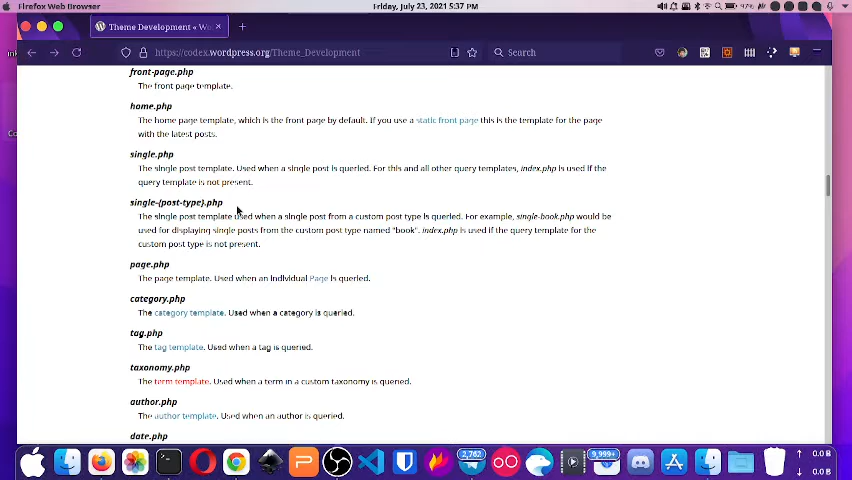 Firefox Web Browser
Friday, July 23, 2021 5:37 PM
97%
Theme Development
https://codex.wordpress.org/Theme_Development
Search
front-page.php
The front page template.
home.php
The home page template, which is the front page by default. If you use a static front page this is the template for the page
with the latest posts.
single.php
The single post template. Used when a single post is queried. For this and all other query templates, index.php is used if the
query template is not present.
single-{post-type}.php
The single post template used when a single post from a custom post type is queried. For example, single-book.php would be
used for displaying single posts from the custom post type named "book". index.php is used if the query template for the
custom post type is not present.
page.php
The page template. Used when an individual Page is queried.
category.php
The category template. Used when a category is queried.
tag.php
The tag template. Used when a tag is queried.
taxonomy.php
The term template. Used when a term in a custom taxonomy is queried.
author.php
The author template. Used when an author is queried.
date.php
2,762
9,999+
0.0 B
0.0 B